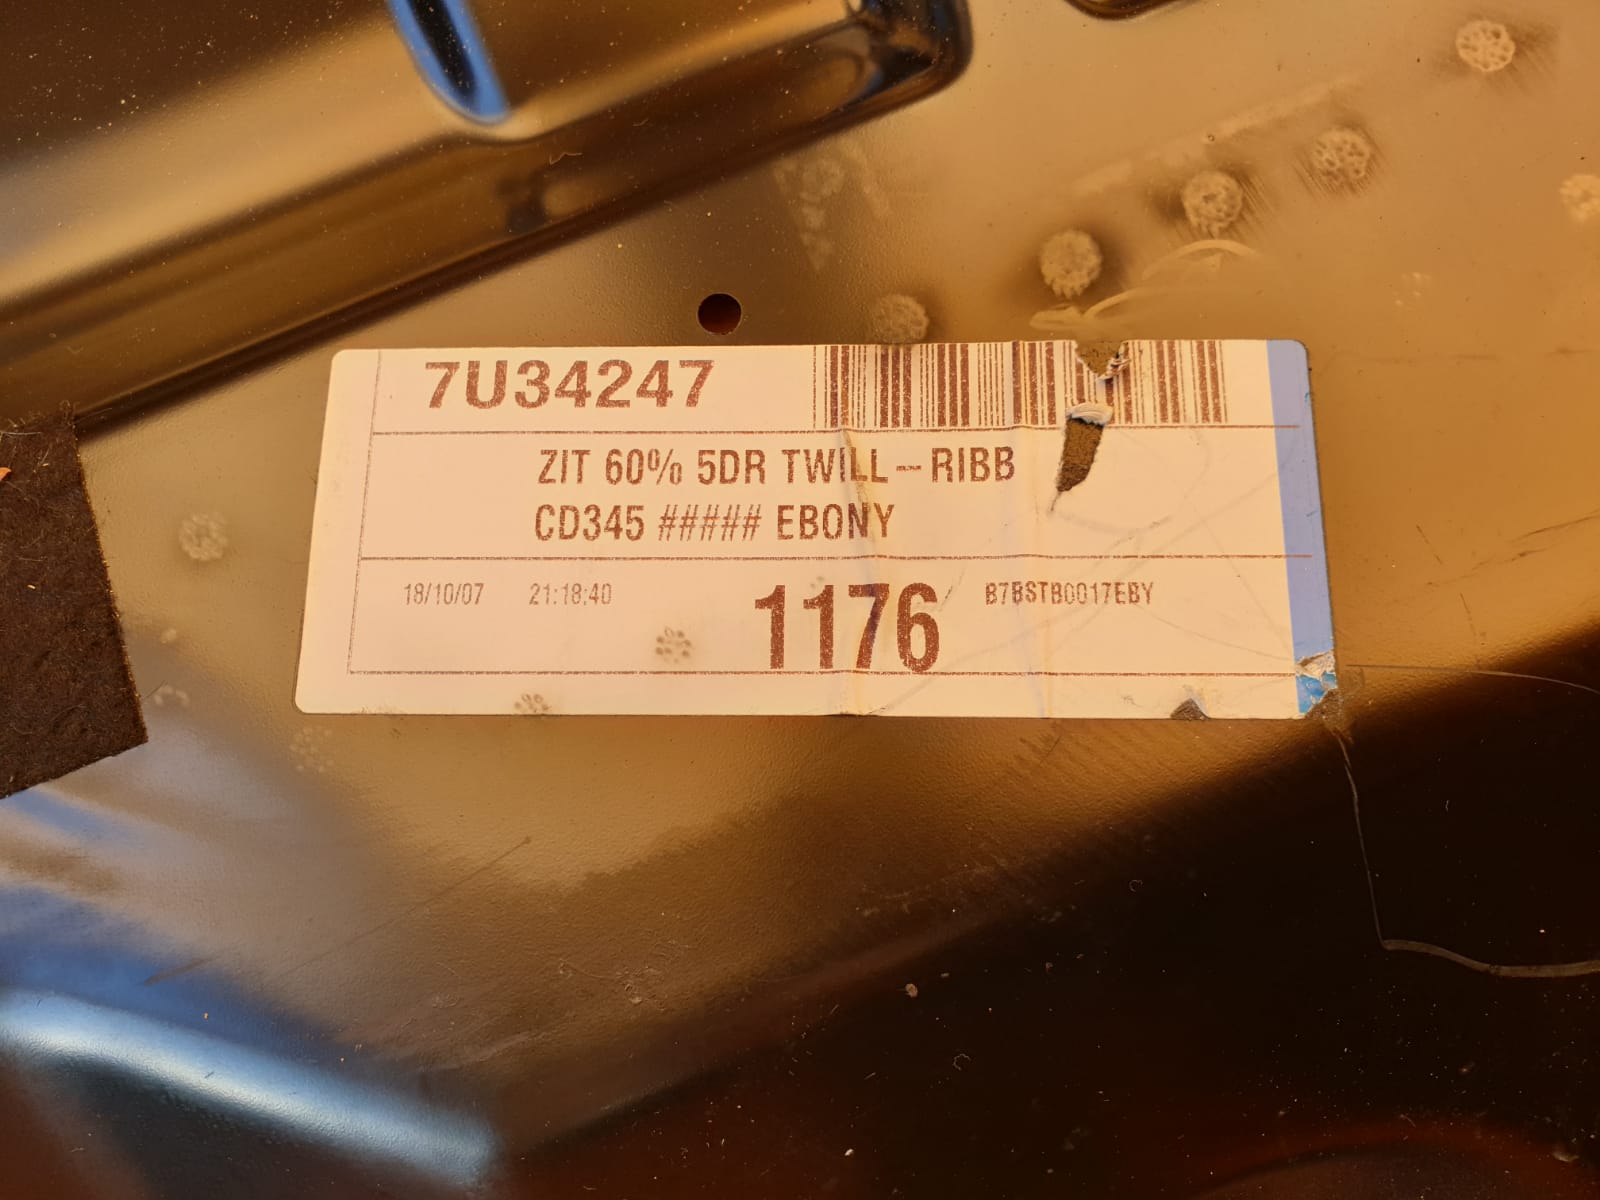 7U34247
ZIT 60% 5DR TWILL--RIBB
CD345 ##### EBONY
18/10/07 21:18:40 1176 B7BSTB0017EBY